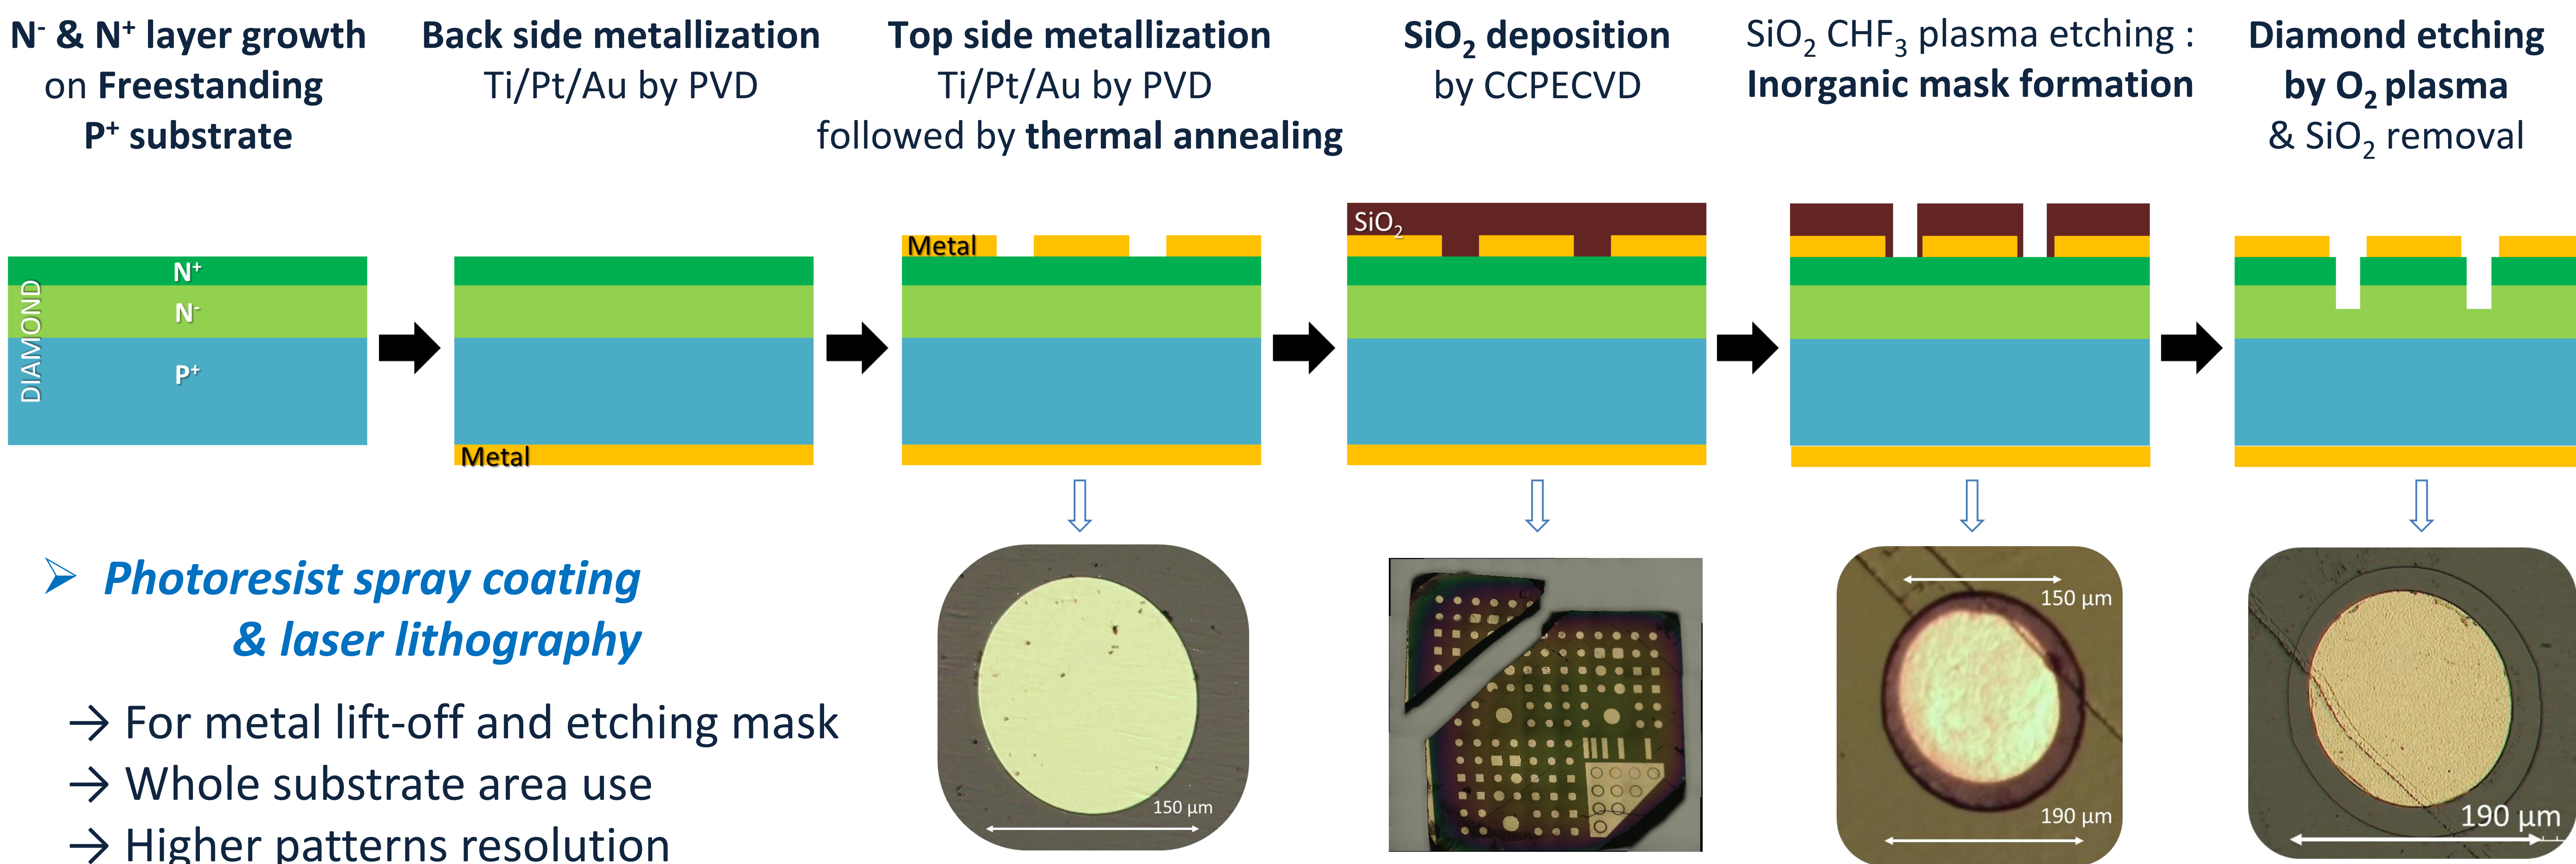 N⁻ & N⁺ layer growth
on Freestanding
P⁺ substrate
Back side metallization
Ti/Pt/Au by PVD
Top side metallization
Ti/Pt/Au by PVD
followed by thermal annealing
SiO₂ deposition
by CCPECVD
SiO₂ CHF₃ plasma etching :
Inorganic mask formation
Diamond etching
by O₂ plasma
& SiO₂ removal
DIAMOND
N⁺
N⁻
P⁺
Metal
Metal
SiO₂
➢ Photoresist spray coating
& laser lithography
→ For metal lift-off and etching mask
→ Whole substrate area use
→ Higher patterns resolution
150 µm
150 µm
190 µm
190 µm